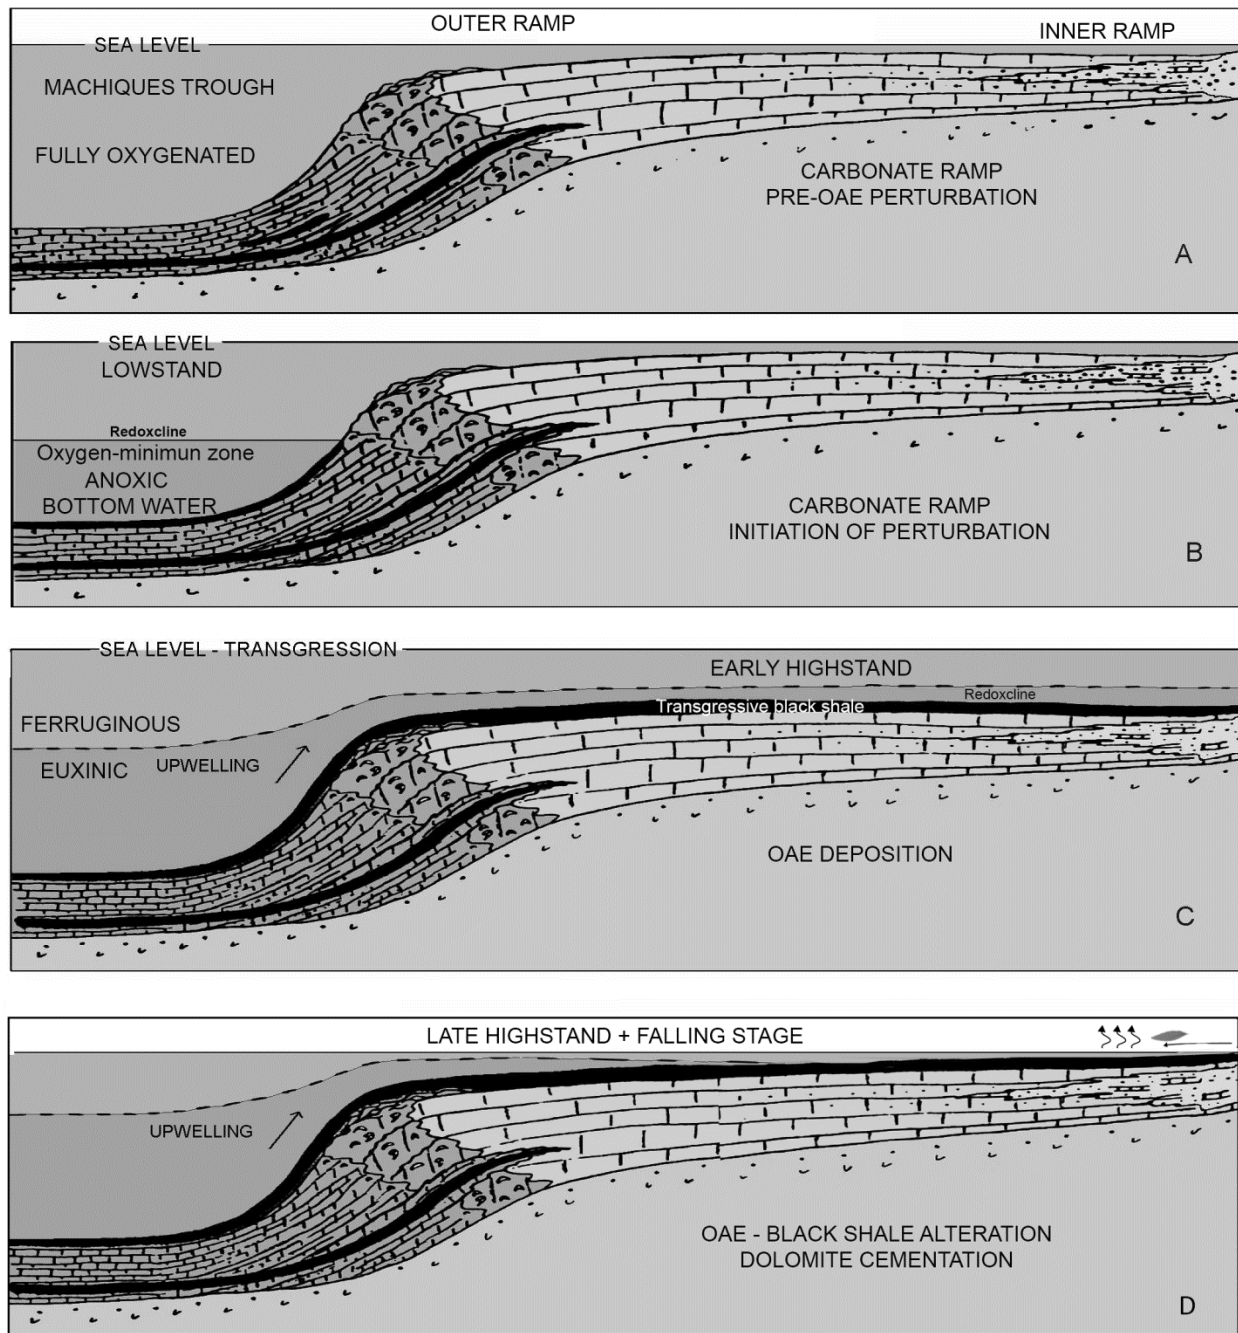 OUTER RAMP
INNER RAMP
SEA LEVEL
MACHIQUES TROUGH
FULLY OXYGENATED
CARBONATE RAMP
PRE-OAE PERTURBATION
A
SEA LEVEL
LOWSTAND
Redoxcline
Oxygen-minimun zone
ANOXIC
BOTTOM WATER
CARBONATE RAMP
INITIATION OF PERTURBATION
B
SEA LEVEL - TRANSGRESSION
EARLY HIGHSTAND
Redoxcline
Transgressive black shale
FERRUGINOUS
EUXINIC
UPWELLING
OAE DEPOSITION
C
LATE HIGHSTAND + FALLING STAGE
UPWELLING
OAE - BLACK SHALE ALTERATION
DOLOMITE CEMENTATION
D